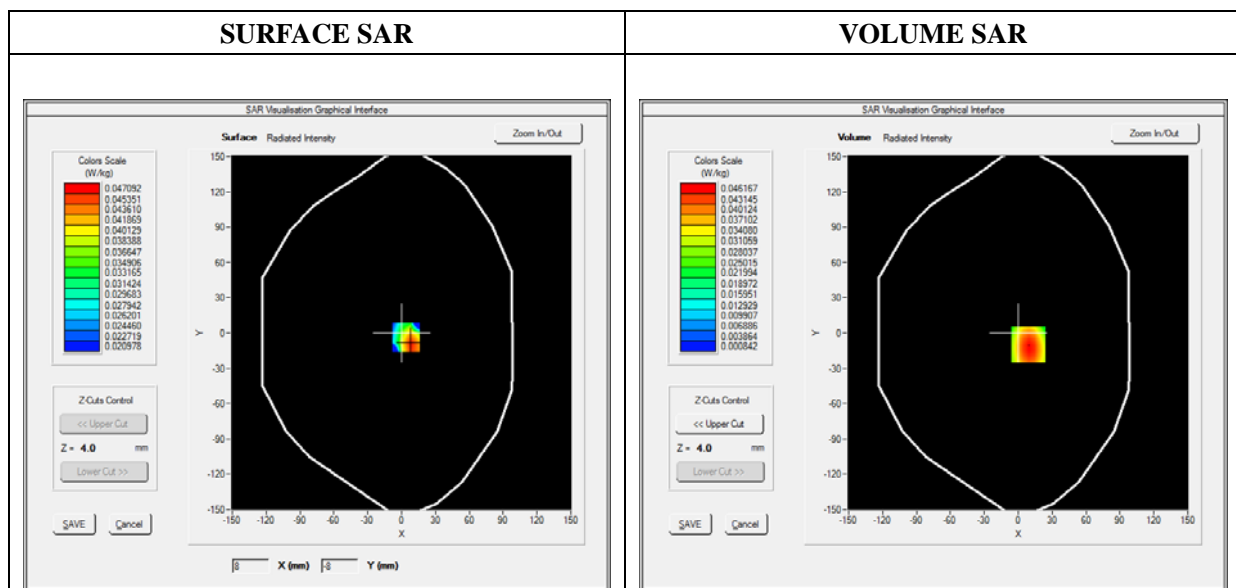 SURFACE SAR
VOLUME SAR
SAR Visualisation Graphical Interface
Surface Radiated Intensity
Zoom In/Out
Colors Scale
(W/kg)
0.047092
0.045351
0.043610
0.041869
0.040129
0.038388
0.036647
0.034906
0.033165
0.031424
0.029683
0.027942
0.026201
0.024460
0.022719
0.020978
Z-Cuts Control
<< Upper Cut
Z = 4.0 mm
Lower Cut >>
SAVE Cancel
150
120
90
60
30
0
-30
-60
-90
-120
-150
Y
-150 -120 -90 -60 -30 0 30 60 90 120 150
X
8 X (mm) -8 Y (mm)
SAR Visualisation Graphical Interface
Volume Radiated Intensity
Zoom In/Out
Colors Scale
(W/kg)
0.046167
0.043145
0.040124
0.037102
0.034080
0.031059
0.028037
0.025015
0.021994
0.018972
0.015951
0.012929
0.009907
0.006886
0.003864
0.000842
Z-Cuts Control
<< Upper Cut
Z = 4.0 mm
Lower Cut >>
SAVE Cancel
150
120
90
60
30
0
-30
-60
-90
-120
-150
Y
-150 -120 -90 -60 -30 0 30 60 90 120 150
X